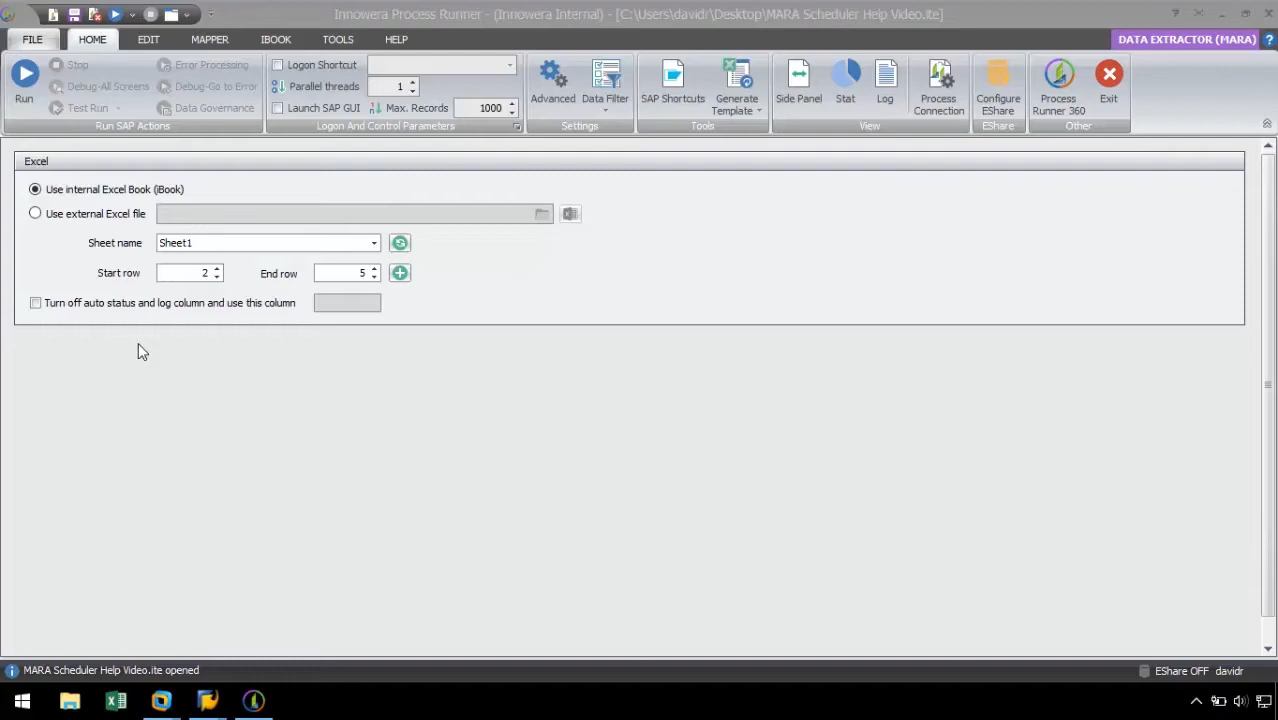 Innowera Process Runner - (Innowera Internal) - [C:\Users\davidr\Desktop\MARA Scheduler Help Video.ite]
FILE HOME EDIT MAPPER IBOOK TOOLS HELP DATA EXTRACTOR (MARA)
Run
Stop
Debug-All Screens
Test Run
Error Processing
Debug-Go to Error
Data Governance
Run SAP Actions
Logon Shortcut
Parallel threads 1
Launch SAP GUI Max. Records 1000
Logon And Control Parameters
Advanced Data Filter
Settings
SAP Shortcuts Generate
Template
Tools
Side Panel Stat Log Process
Connection
View
Configure
EShare
EShare
Process
Runner 360
Exit
Other
Excel
Use internal Excel Book (iBook)
Use external Excel file
Sheet name Sheet1
Start row 2 End row 5
Turn off auto status and log column and use this column
MARA Scheduler Help Video.ite opened
EShare OFF davidr